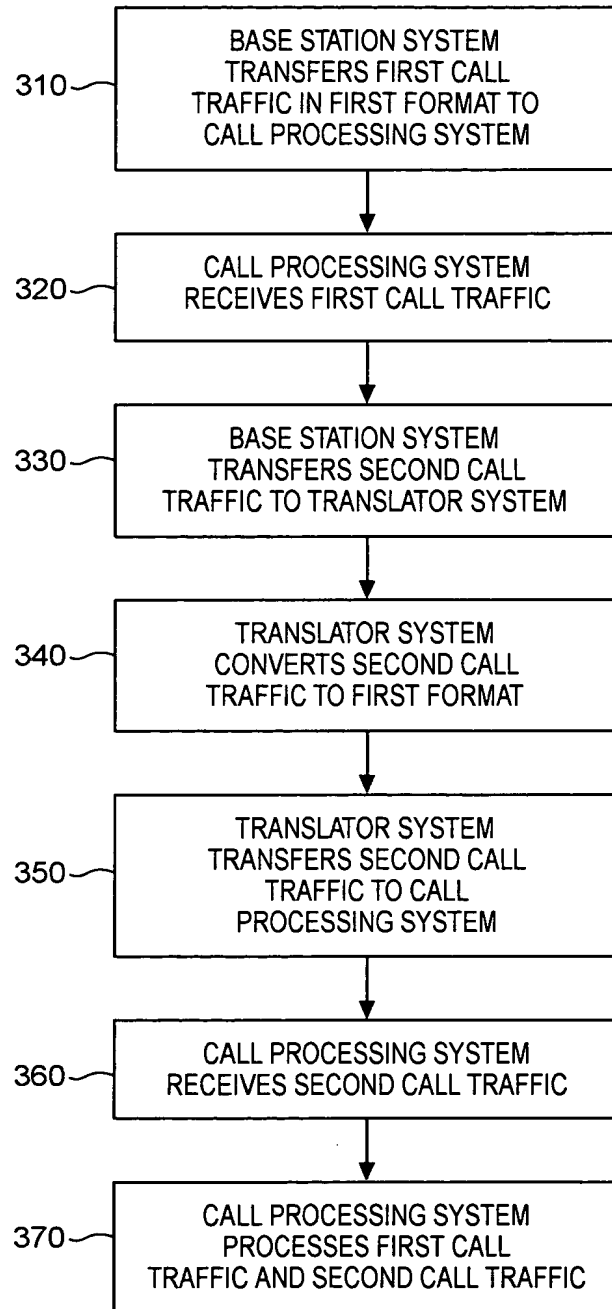 310
BASE STATION SYSTEM
TRANSFERS FIRST CALL
TRAFFIC IN FIRST FORMAT TO
CALL PROCESSING SYSTEM
320
CALL PROCESSING SYSTEM
RECEIVES FIRST CALL TRAFFIC
330
BASE STATION SYSTEM
TRANSFERS SECOND CALL
TRAFFIC TO TRANSLATOR SYSTEM
340
TRANSLATOR SYSTEM
CONVERTS SECOND CALL
TRAFFIC TO FIRST FORMAT
350
TRANSLATOR SYSTEM
TRANSFERS SECOND CALL
TRAFFIC TO CALL
PROCESSING SYSTEM
360
CALL PROCESSING SYSTEM
RECEIVES SECOND CALL TRAFFIC
370
CALL PROCESSING SYSTEM
PROCESSES FIRST CALL
TRAFFIC AND SECOND CALL TRAFFIC